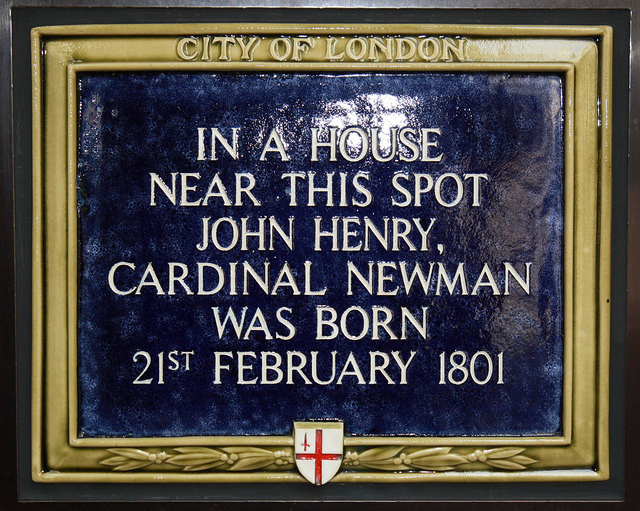 CITY OF LONDON
IN A HOUSE
NEAR THIS SPOT
JOHN HENRY,
CARDINAL NEWMAN
WAS BORN
21ST FEBRUARY 1801